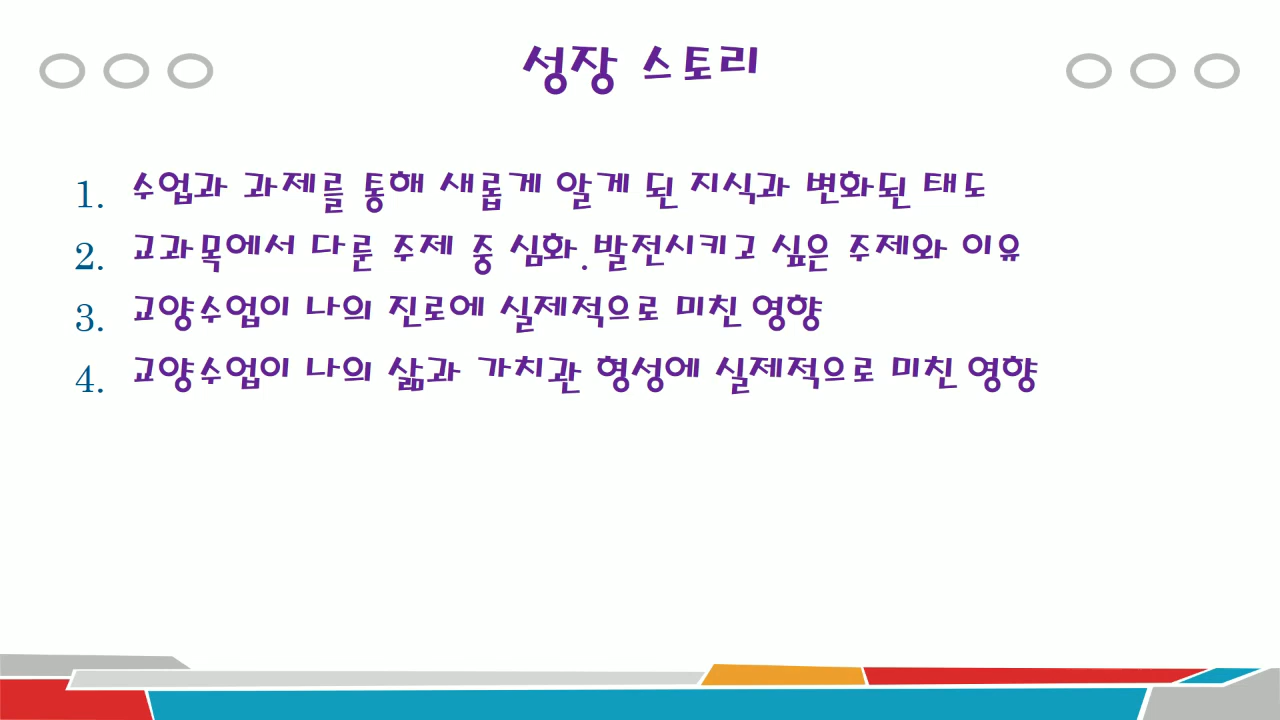 성장 스토리
1. 수업과 과제를 통해 새롭게 알게 된 지식과 변화된 태도
2. 교과목에서 다룬 주제 중 심화.발전시키고 싶은 주제와 이유
3. 교양수업이 나의 진로에 실제적으로 미친 영향
4. 교양수업이 나의 삶과 가치관 형성에 실제적으로 미친 영향